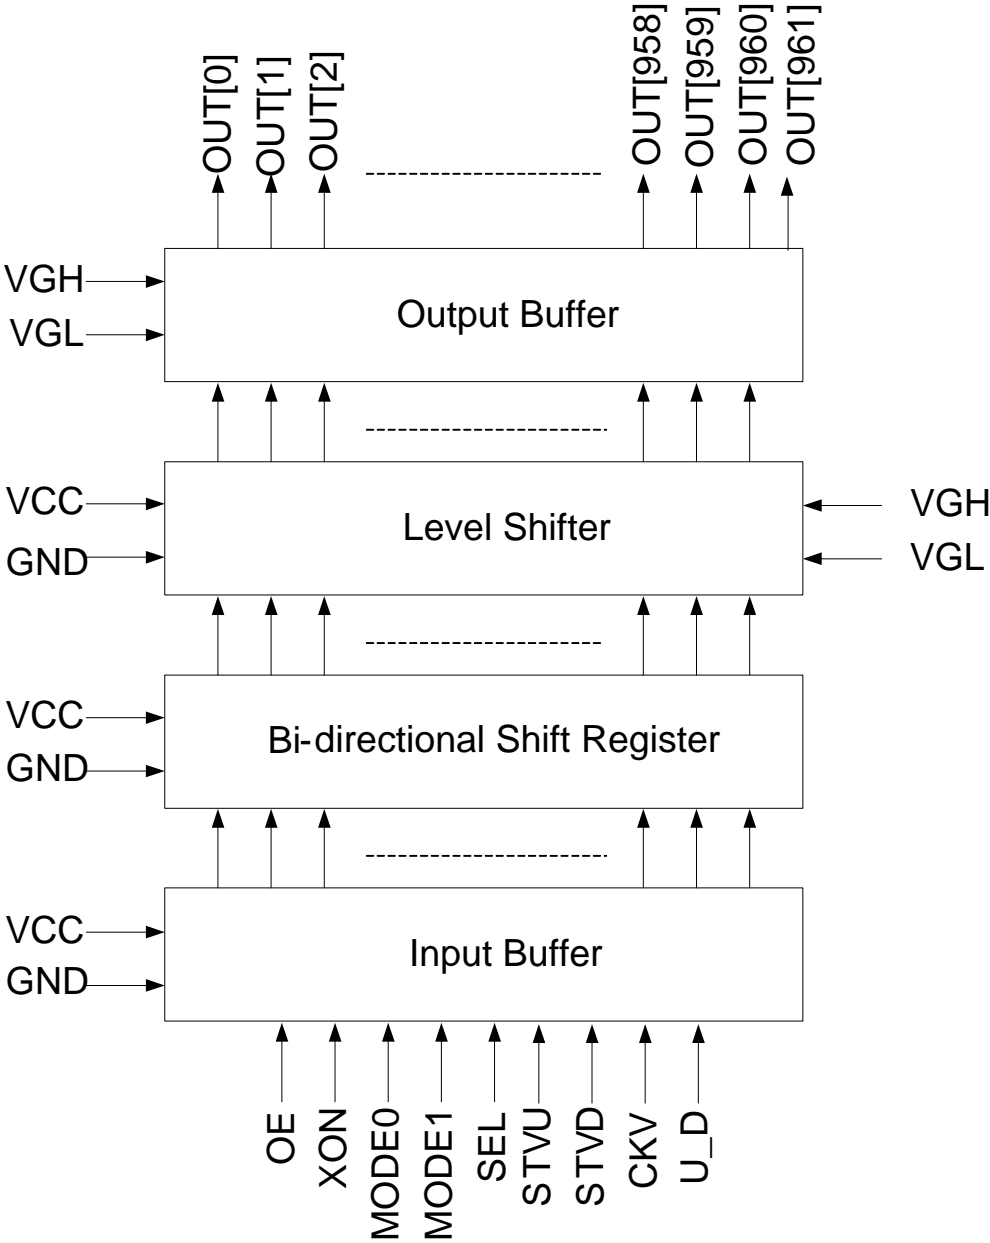 OUT[0]
OUT[1]
OUT[2]
OUT[958]
OUT[959]
OUT[960]
OUT[961]
VGH
VGL
Output Buffer
VCC
GND
Level Shifter
VGH
VGL
VCC
GND
Bi-directional Shift Register
VCC
GND
Input Buffer
OE
XON
MODE0
MODE1
SEL
STVU
STVD
CKV
U_D